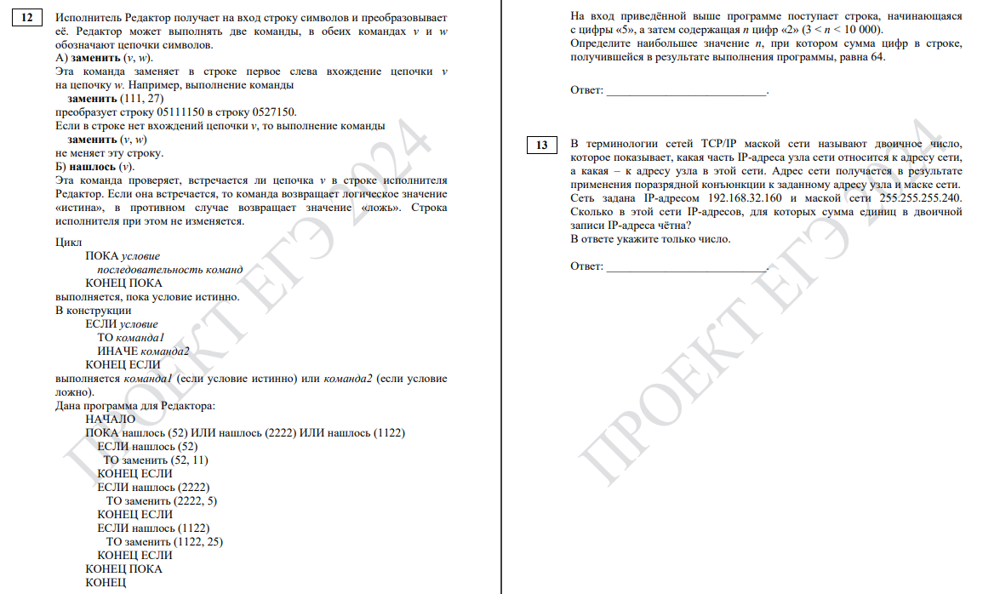 12
Исполнитель Редактор получает на вход строку символов и преобразовывает
её. Редактор может выполнять две команды, в обеих командах v и w
обозначают цепочки символов.
А) заменить (v, w).
Эта команда заменяет в строке первое слева вхождение цепочки v
на цепочку w. Например, выполнение команды
заменить (111, 27)
преобразует строку 05111150 в строку 0527150.
Если в строке нет вхождений цепочки v, то выполнение команды
заменить (v, w)
не меняет эту строку.
Б) нашлось (v).
Эта команда проверяет, встречается ли цепочка v в строке исполнителя
Редактор. Если она встречается, то команда возвращает логическое значение
«истина», в противном случае возвращает значение «ложь». Строка
исполнителя при этом не изменяется.
Цикл
ПОКА условие
последовательность команд
КОНЕЦ ПОКА
выполняется, пока условие истинно.
В конструкции
ЕСЛИ условие
ТО команда1
ИНАЧЕ команда2
КОНЕЦ ЕСЛИ
выполняется команда1 (если условие истинно) или команда2 (если условие
ложно).
Дана программа для Редактора:
НАЧАЛО
ПОКА нашлось (52) ИЛИ нашлось (2222) ИЛИ нашлось (1122)
ЕСЛИ нашлось (52)
ТО заменить (52, 11)
КОНЕЦ ЕСЛИ
ЕСЛИ нашлось (2222)
ТО заменить (2222, 5)
КОНЕЦ ЕСЛИ
ЕСЛИ нашлось (1122)
ТО заменить (1122, 25)
КОНЕЦ ЕСЛИ
КОНЕЦ ПОКА
КОНЕЦ
ПРОЕКТ ЕГЭ 2024
На вход приведённой выше программе поступает строка, начинающаяся
с цифры «5», а затем содержащая n цифр «2» (3 < n < 10 000).
Определите наибольшее значение n, при котором сумма цифр в строке,
получившейся в результате выполнения программы, равна 64.
Ответ: ___________________________.
13
В терминологии сетей TCP/IP маской сети называют двоичное число,
которое показывает, какая часть IP-адреса узла сети относится к адресу сети,
а какая – к адресу узла в этой сети. Адрес сети получается в результате
применения поразрядной конъюнкции к заданному адресу узла и маске сети.
Сеть задана IP-адресом 192.168.32.160 и маской сети 255.255.255.240.
Сколько в этой сети IP-адресов, для которых сумма единиц в двоичной
записи IP-адреса чётна?
В ответе укажите только число.
Ответ: ___________________________.
ПРОЕКТ ЕГЭ 2024